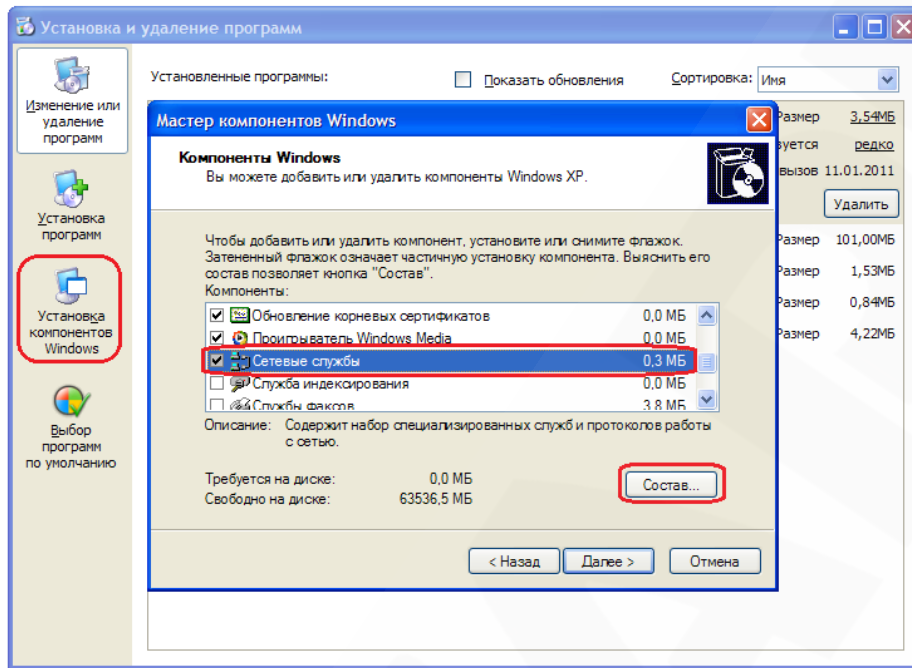 Установка и удаление программ
Изменение или
удаление
программ
Установка
программ
Установка
компонентов
Windows
Выбор
программ
по умолчанию
Установленные программы:
Показать обновления
Сортировка: Имя
Размер 3,54МБ
зуется редко
вызов 11.01.2011
Удалить
Размер 101,00МБ
Размер 1,53МБ
Размер 0,84МБ
Размер 4,22МБ
Мастер компонентов Windows
Компоненты Windows
Вы можете добавить или удалить компоненты Windows XP.
Чтобы добавить или удалить компонент, установите или снимите флажок.
Затененный флажок означает частичную установку компонента. Выяснить его
состав позволяет кнопка "Состав".
Компоненты:
Обновление корневых сертификатов 0,0 МБ
Проигрыватель Windows Media 0,0 МБ
Сетевые службы 0,3 МБ
Служба индексирования 0,0 МБ
Службы факсов 3,8 МБ
Описание: Содержит набор специализированных служб и протоколов работы
с сетью.
Требуется на диске: 0,0 МБ
Свободно на диске: 63536,5 МБ
Состав...
< Назад
Далее >
Отмена